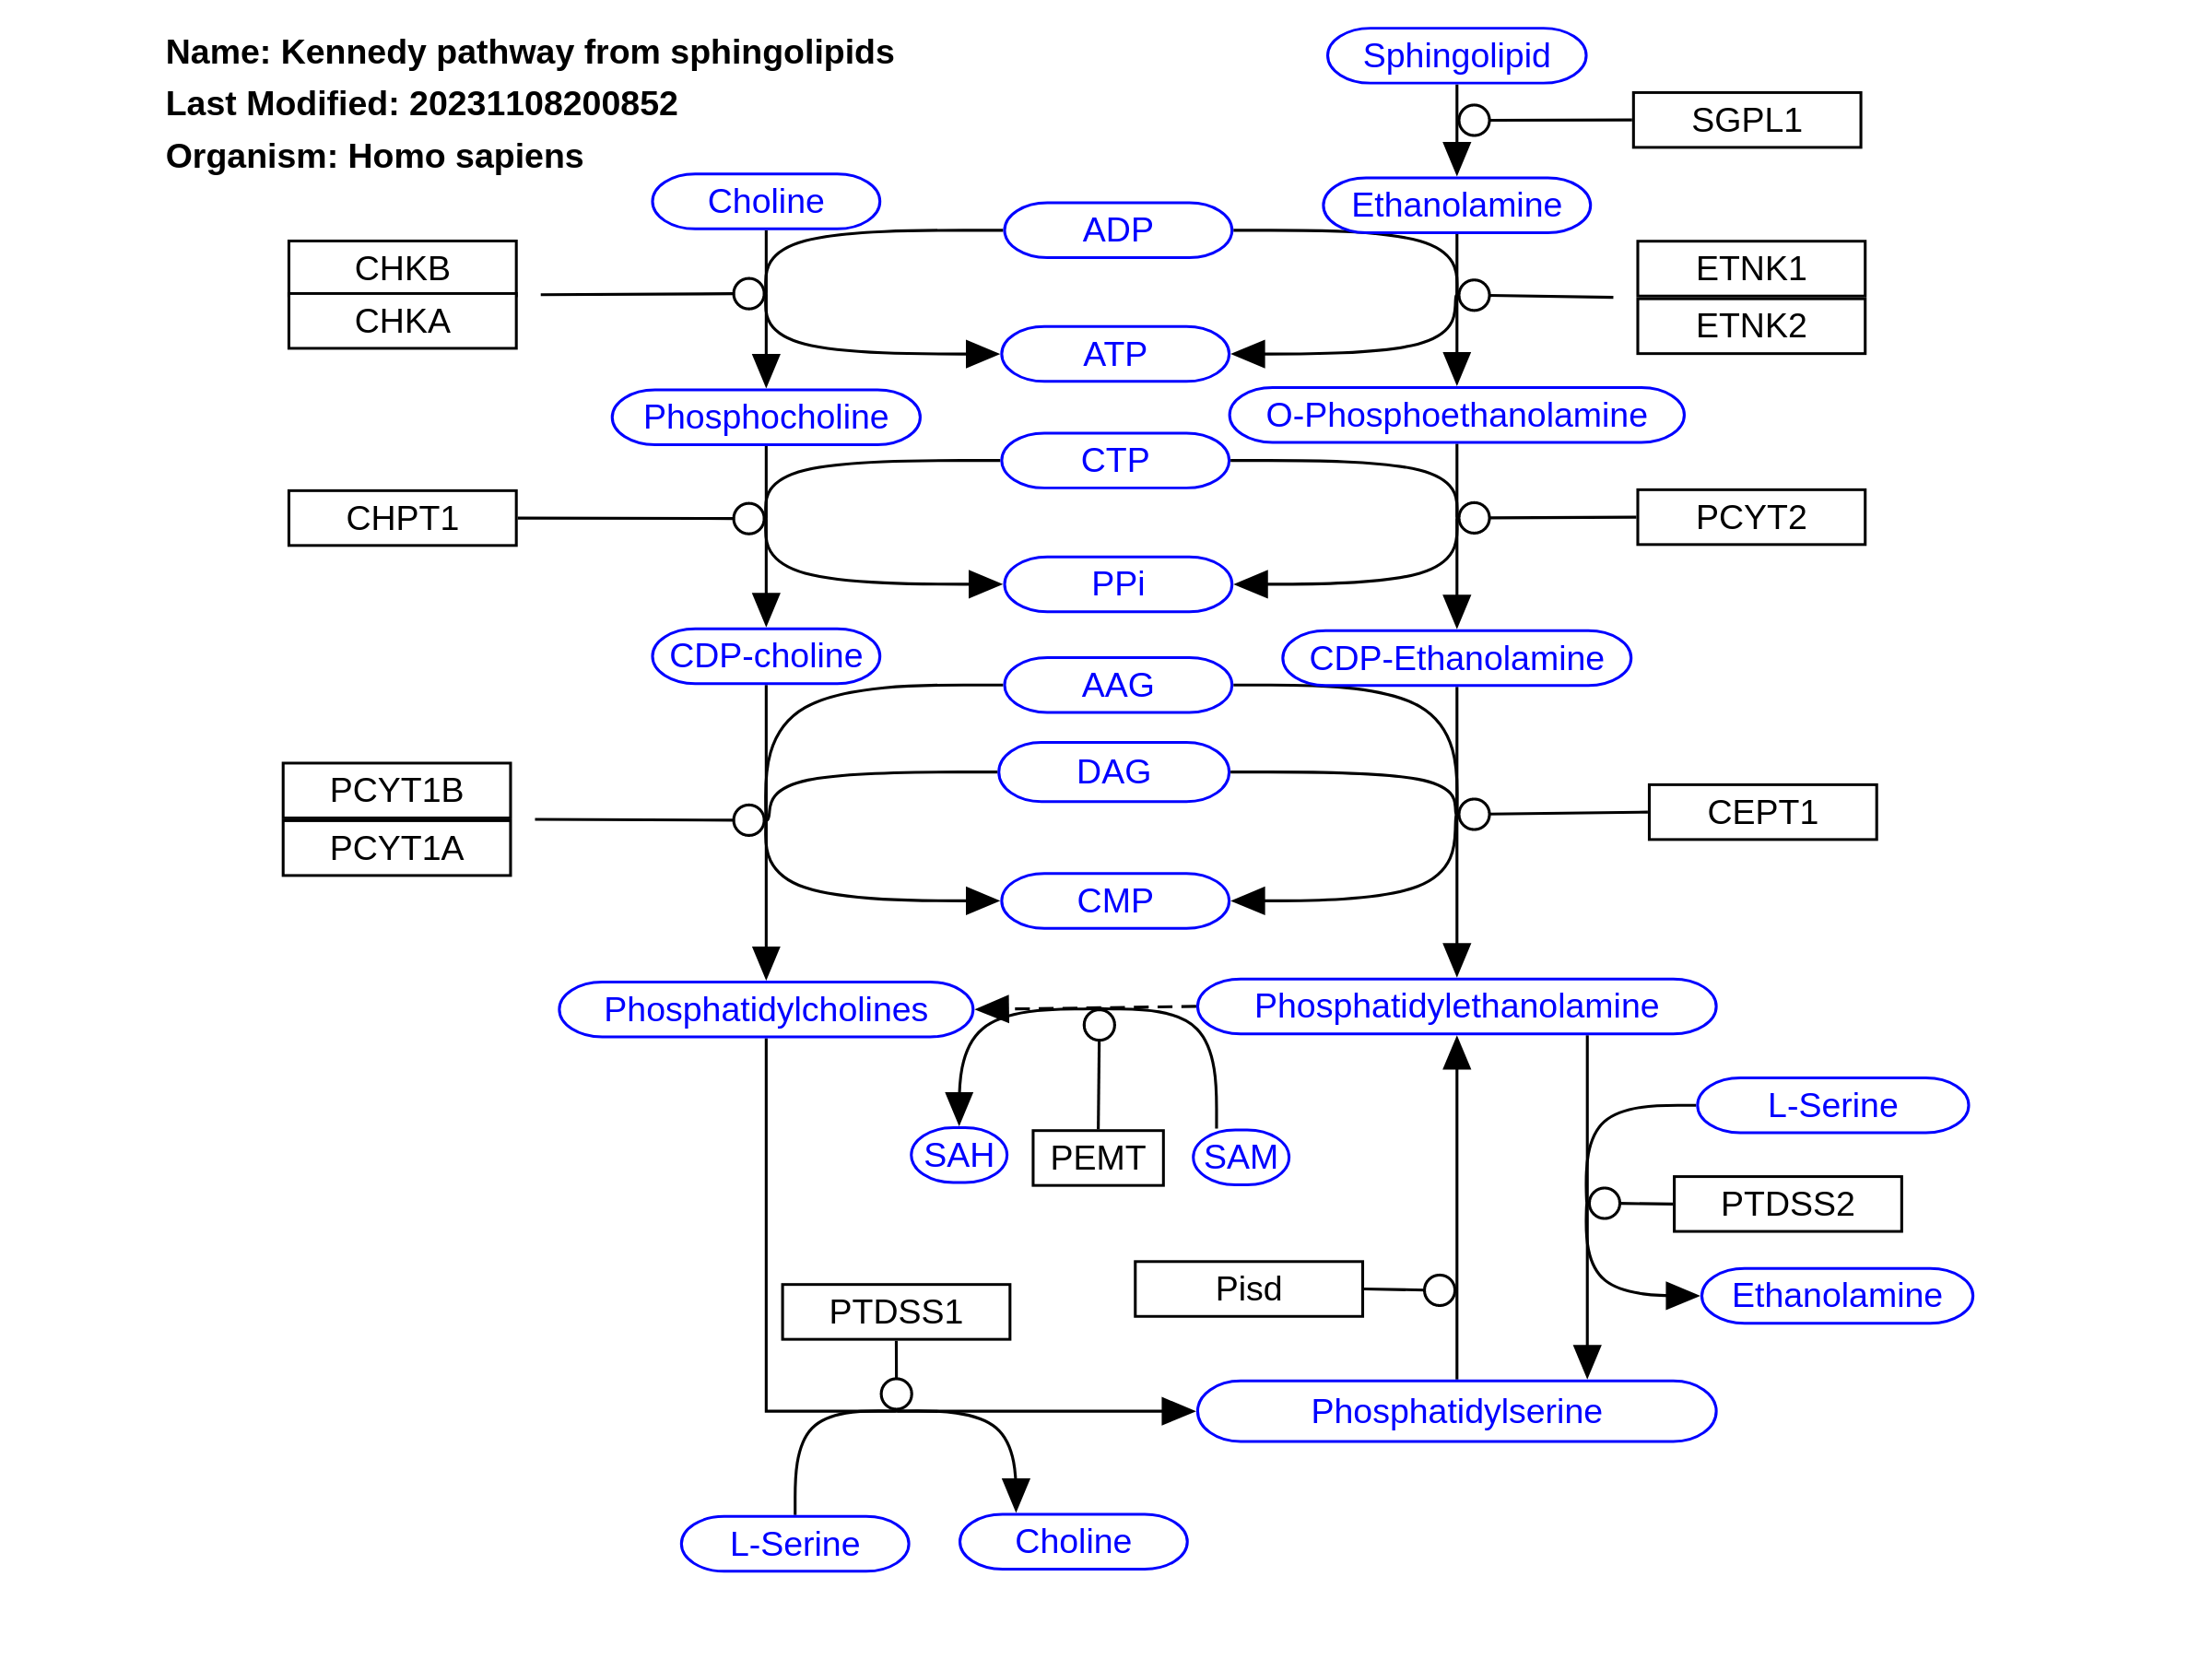 Name: Kennedy pathway from sphingolipids
Last Modified: 20231108200852
Organism: Homo sapiens
Sphingolipid
SGPL1
Choline
ADP
Ethanolamine
CHKB
CHKA
ETNK1
ETNK2
ATP
Phosphocholine
O-Phosphoethanolamine
CTP
CHPT1
PCYT2
PPi
CDP-choline
CDP-Ethanolamine
AAG
DAG
PCYT1B
PCYT1A
CEPT1
CMP
Phosphatidylcholines
Phosphatidylethanolamine
L-Serine
SAH
PEMT
SAM
PTDSS2
Pisd
Ethanolamine
PTDSS1
Phosphatidylserine
L-Serine
Choline